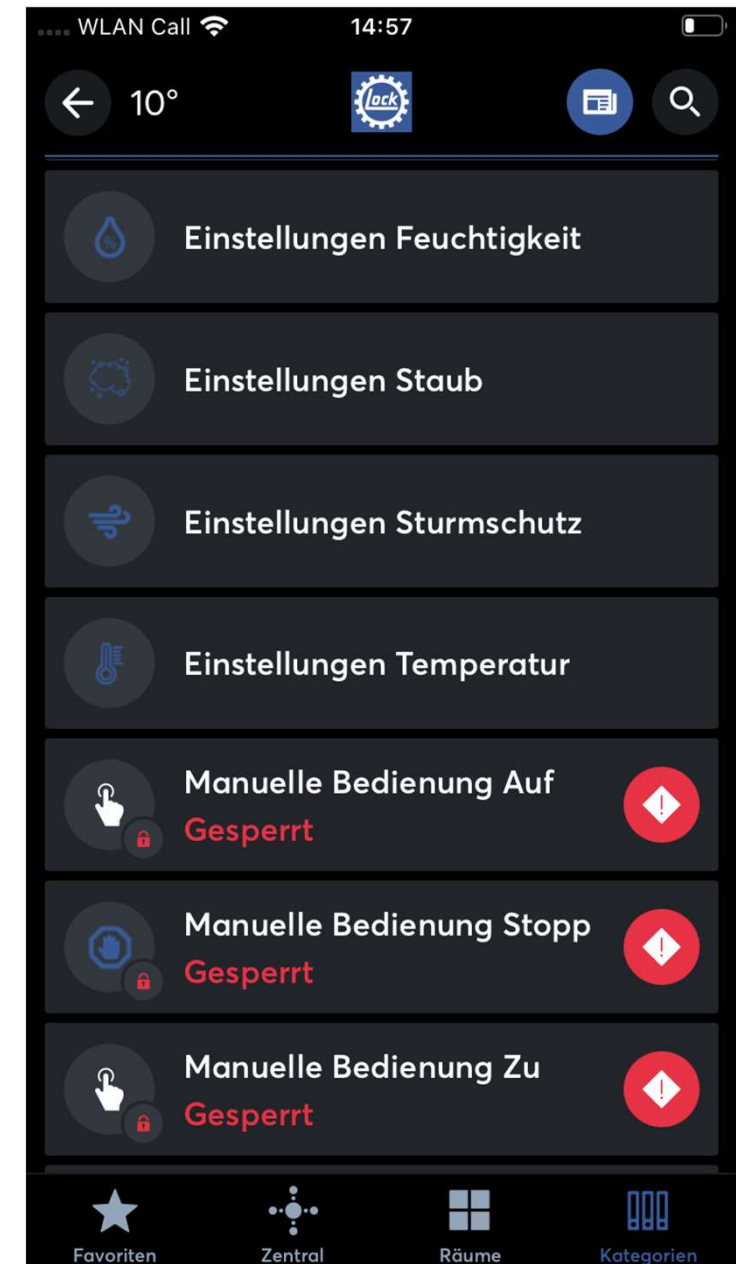 WLAN Call 14:57
10° Lock
Einstellungen Feuchtigkeit
%
Einstellungen Staub
Einstellungen Sturmschutz
Einstellungen Temperatur
Manuelle Bedienung Auf
Gesperrt
Manuelle Bedienung Stopp
Gesperrt
Manuelle Bedienung Zu
Gesperrt
Favoriten Zentral Räume Kategorien